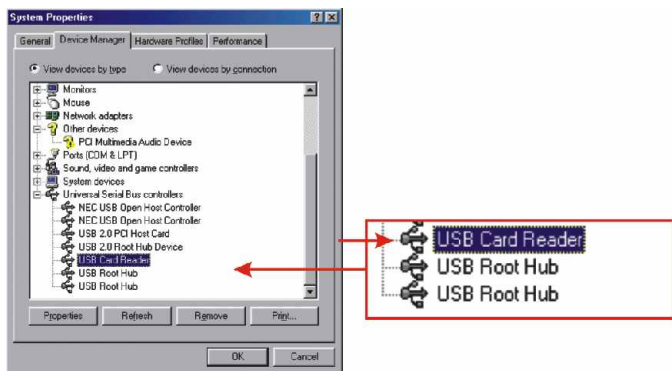 System Properties
General Device Manager Hardware Profiles Performance
View devices by type View devices by connection
Monitors
Mouse
Network adapters
Other devices
PCI Multimedia Audio Device
Ports (COM & LPT)
Sound, video and game controllers
System devices
Universal Serial Bus controllers
NEC USB Open Host Controller
NEC USB Open Host Controller
USB 2.0 PCI Host Card
USB 2.0 Root Hub Device
USB Card Reader
USB Root Hub
USB Root Hub
Properties Refresh Remove Print...
OK Cancel
USB Card Reader
USB Root Hub
USB Root Hub